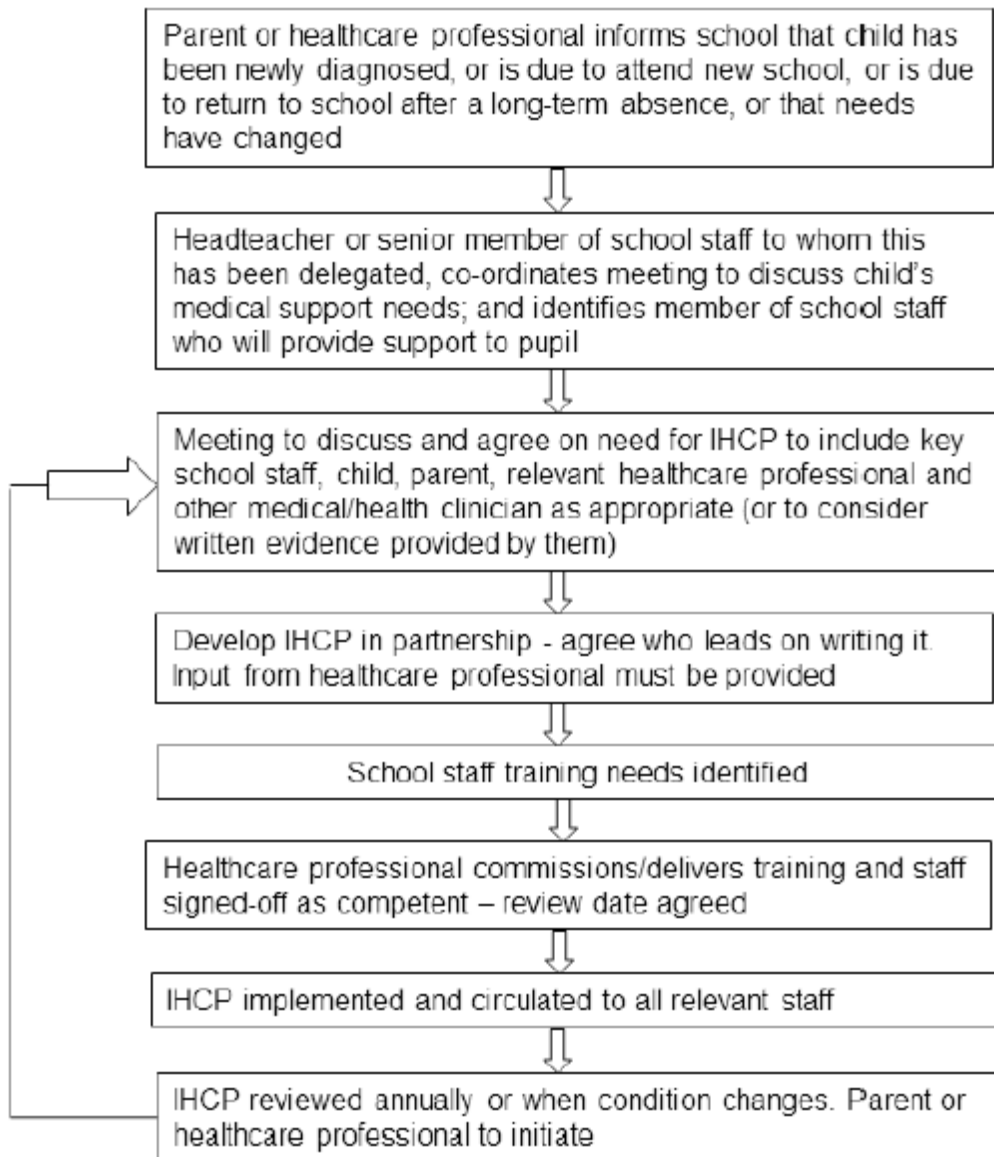 Parent or healthcare professional informs school that child has
been newly diagnosed, or is due to attend new school, or is due
to return to school after a long-term absence, or that needs
have changed
Headteacher or senior member of school staff to whom this
has been delegated, co-ordinates meeting to discuss child's
medical support needs; and identifies member of school staff
who will provide support to pupil
Meeting to discuss and agree on need for IHCP to include key
school staff, child, parent, relevant healthcare professional and
other medical/health clinician as appropriate (or to consider
written evidence provided by them)
Develop IHCP in partnership - agree who leads on writing it.
Input from healthcare professional must be provided
School staff training needs identified
Healthcare professional commissions/delivers training and staff
signed-off as competent – review date agreed
IHCP implemented and circulated to all relevant staff
IHCP reviewed annually or when condition changes. Parent or
healthcare professional to initiate